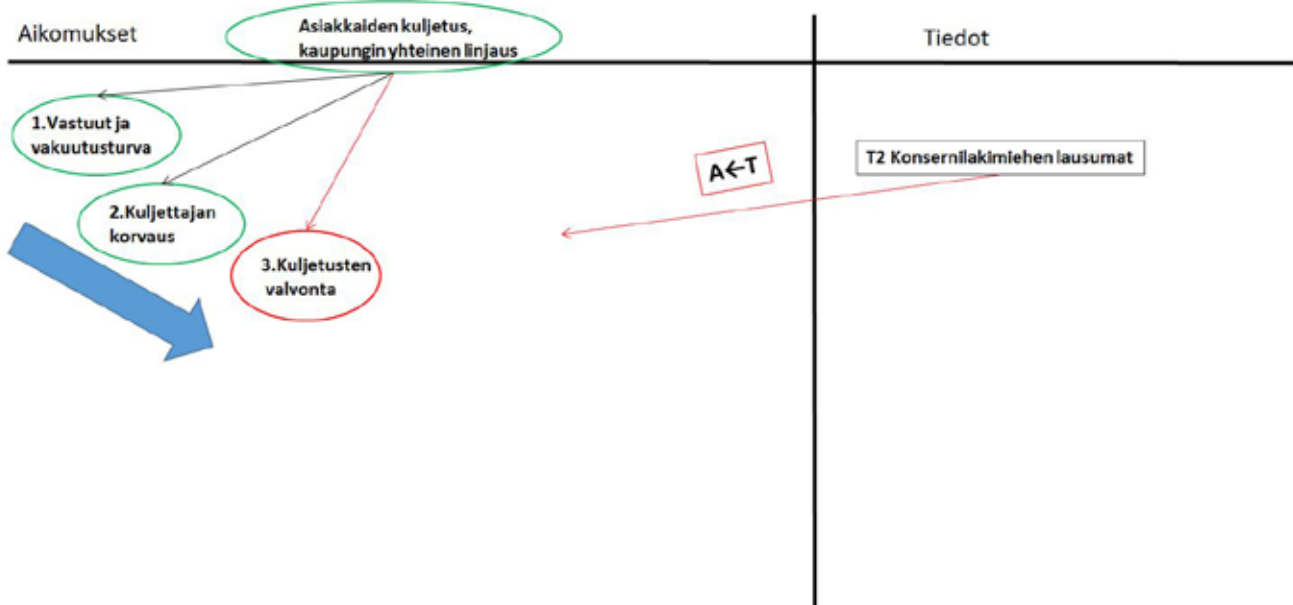 Aikomukset
Asiakkaiden kuljetus,
kaupungin yhteinen linjaus
Tiedot
1.Vastuut ja
vakuutusturva
T2 Konsernilakimiehen lausumat
A←T
2.Kuljettajan
korvaus
3.Kuljetusten
valvonta